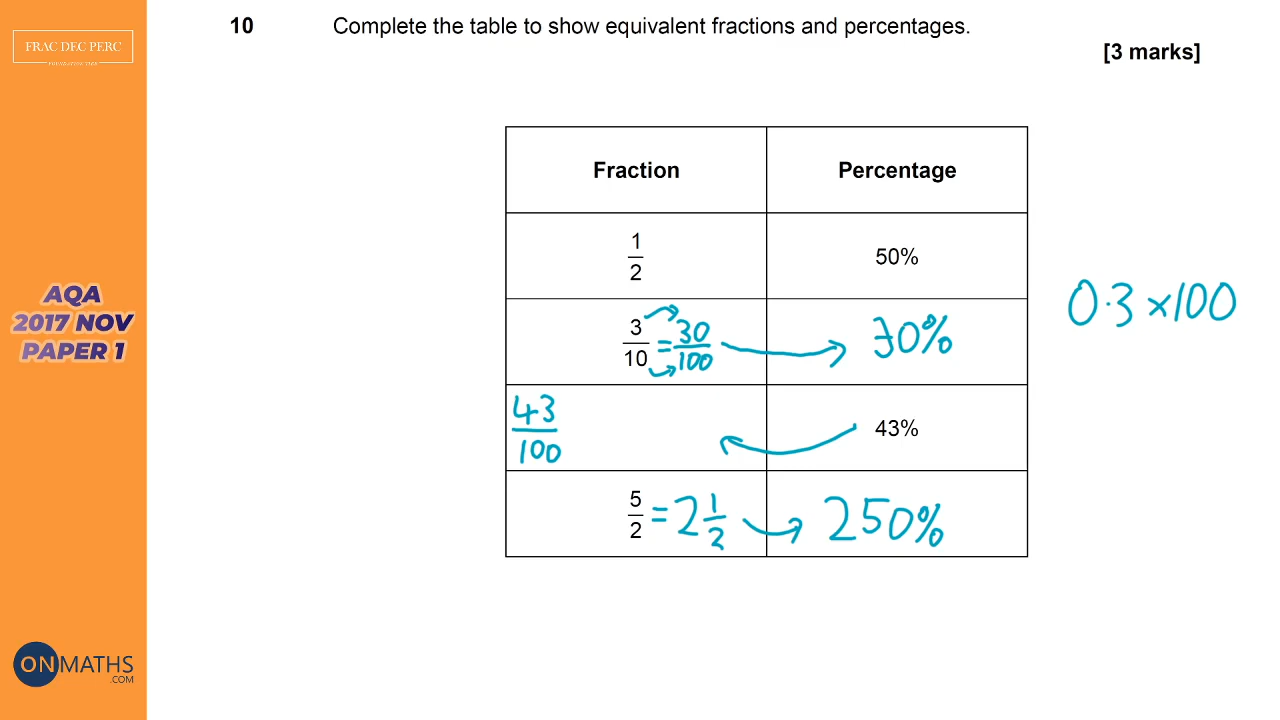 FRAC DEC PERC
AQA
2017 NOV
PAPER 1
ONMATHS
.COM
10 Complete the table to show equivalent fractions and percentages.
[3 marks]
Fraction Percentage
1/2 50%
3/10 = 30/100 30%
0.3 × 100
43/100 43%
5/2 = 2 1/2 250%